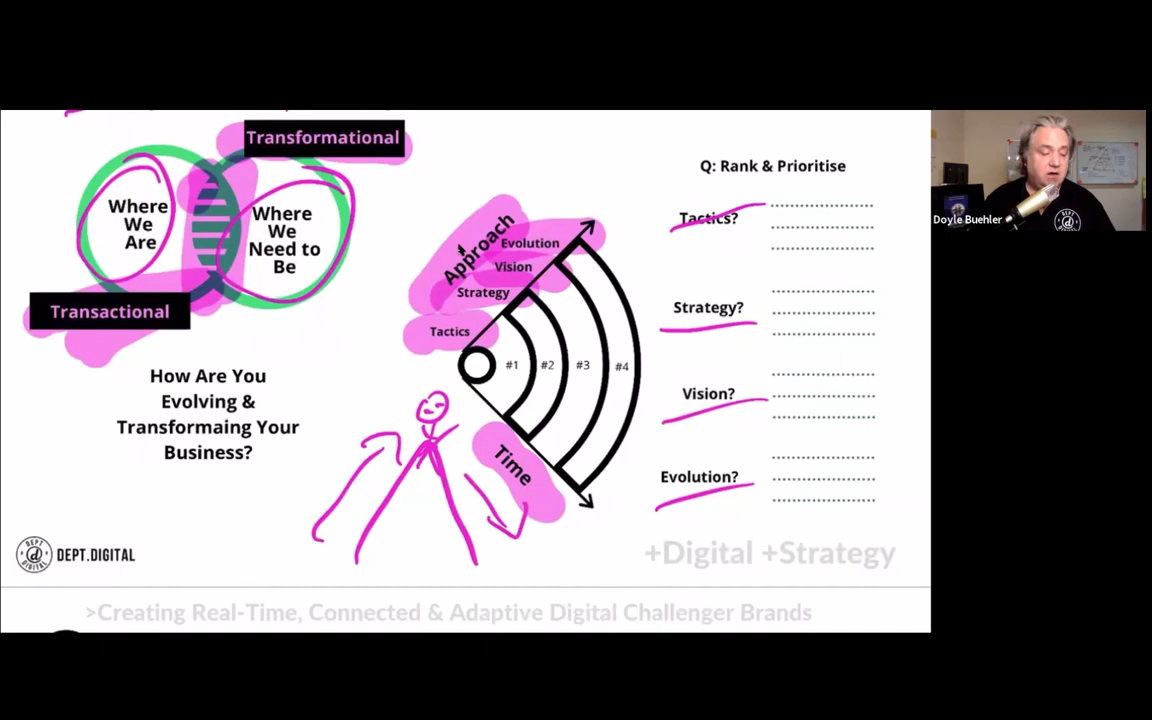 Transformational
Where
We
Are
Where
We
Need to
Be
Transactional
How Are You
Evolving &
Transformaing Your
Business?
Approach
Evolution
Vision
Strategy
Tactics
#1
#2
#3
#4
Time
Q: Rank & Prioritise
Tactics?
Strategy?
Vision?
Evolution?
DEPT
DIGITAL
d
DEPT.DIGITAL
+Digital +Strategy
>Creating Real-Time, Connected & Adaptive Digital Challenger Brands
Doyle Buehler